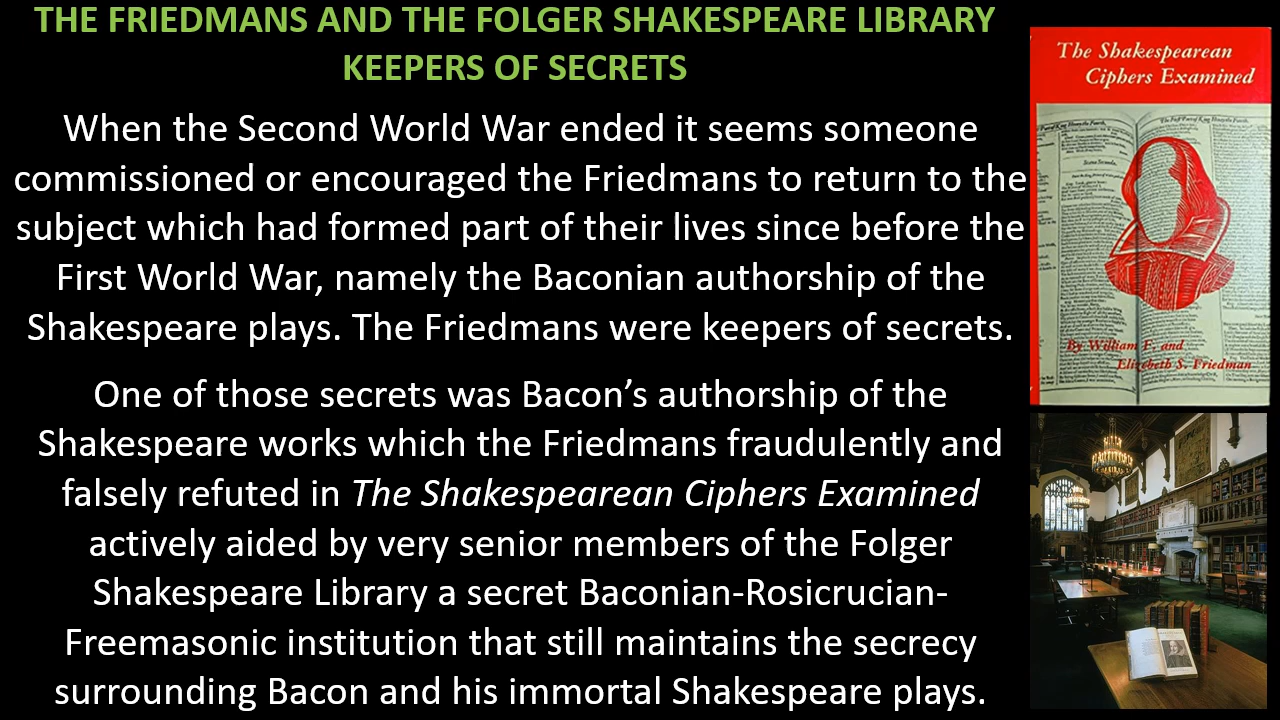 THE FRIEDMANS AND THE FOLGER SHAKESPEARE LIBRARY
KEEPERS OF SECRETS
When the Second World War ended it seems someone
commissioned or encouraged the Friedmans to return to the
subject which had formed part of their lives since before the
First World War, namely the Baconian authorship of the
Shakespeare plays. The Friedmans were keepers of secrets.
One of those secrets was Bacon’s authorship of the
Shakespeare works which the Friedmans fraudulently and
falsely refuted in The Shakespearean Ciphers Examined
actively aided by very senior members of the Folger
Shakespeare Library a secret Baconian-Rosicrucian-
Freemasonic institution that still maintains the secrecy
surrounding Bacon and his immortal Shakespeare plays.
The Shakespearean
Ciphers Examined
By William F. and
Elizebeth S. Friedman